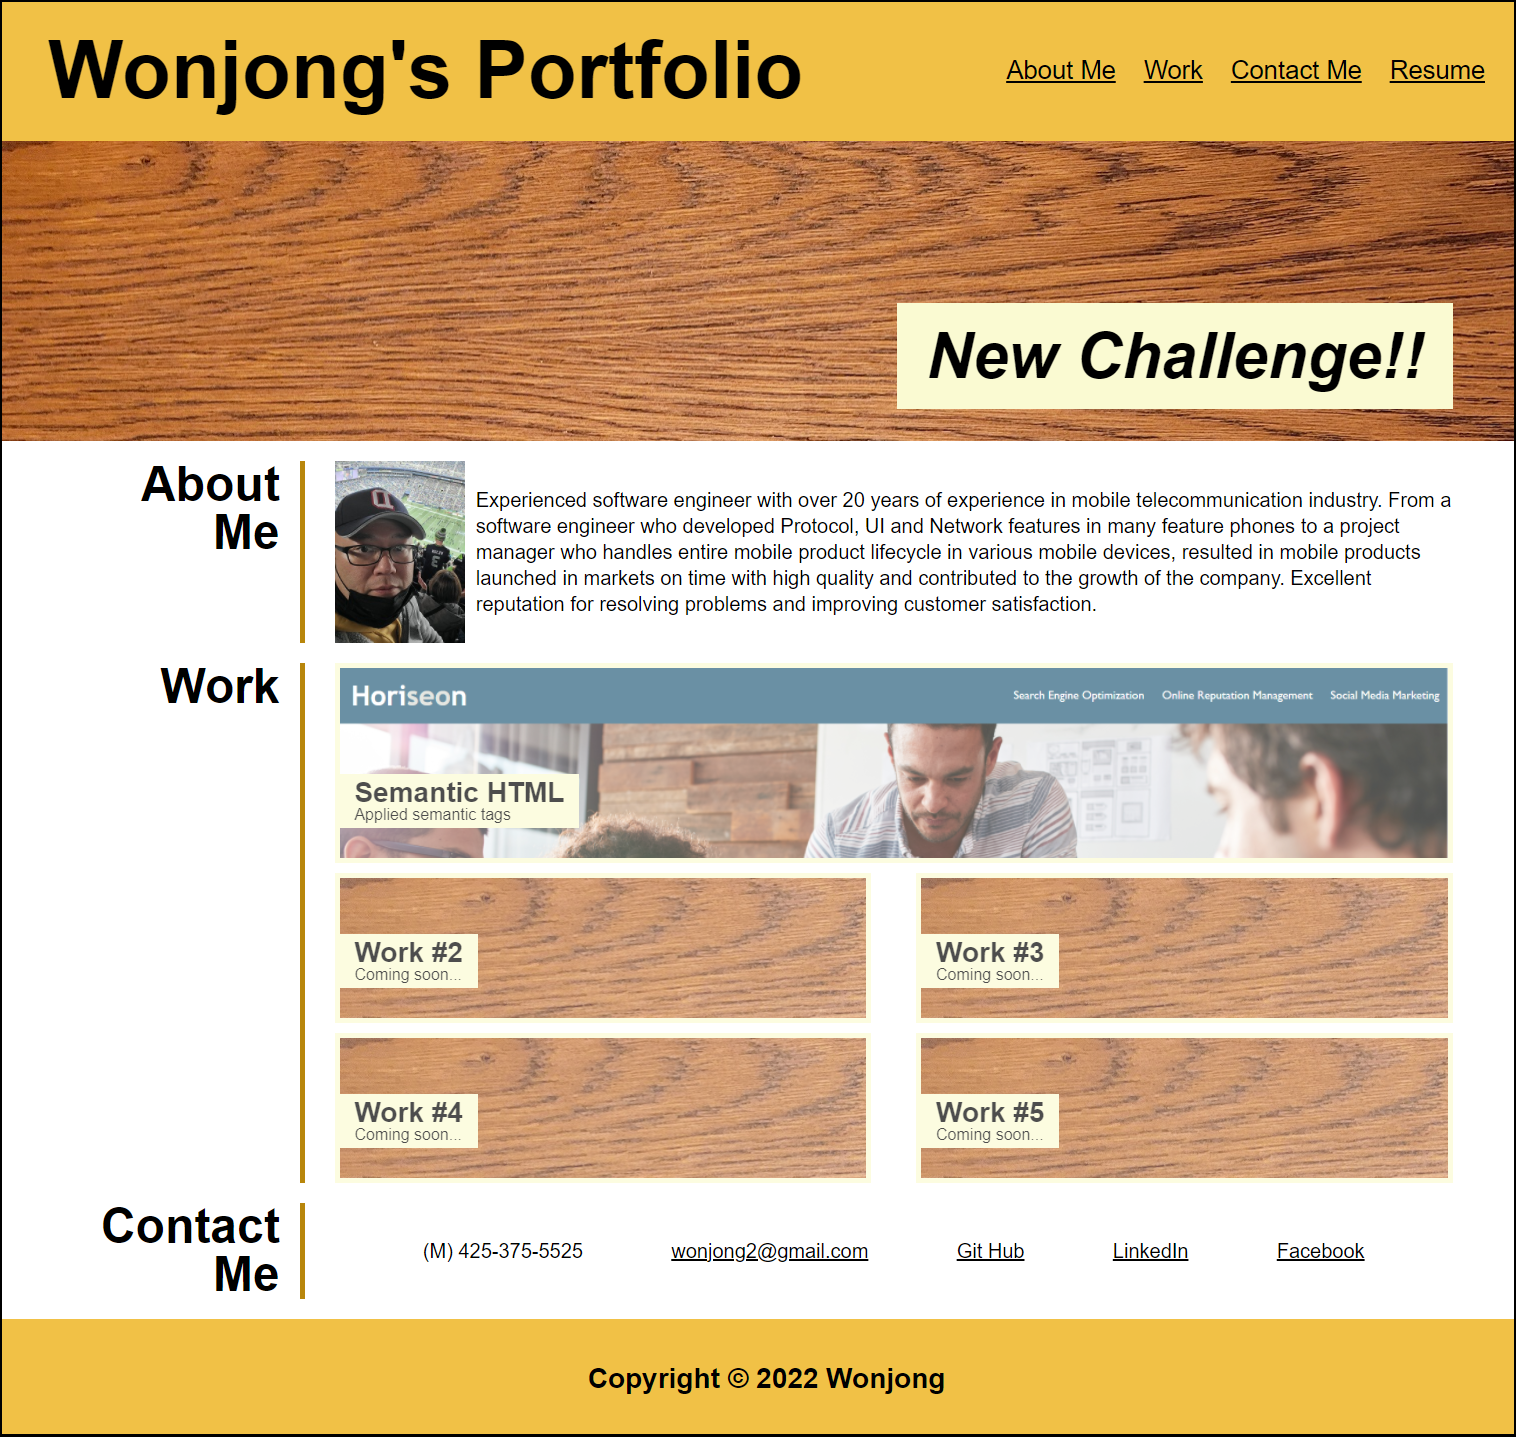 Wonjong's Portfolio
About Me Work Contact Me Resume
New Challenge!!
About
Me
Experienced software engineer with over 20 years of experience in mobile telecommunication industry. From a
software engineer who developed Protocol, UI and Network features in many feature phones to a project
manager who handles entire mobile product lifecycle in various mobile devices, resulted in mobile products
launched in markets on time with high quality and contributed to the growth of the company. Excellent
reputation for resolving problems and improving customer satisfaction.
Work
Horiseon
Search Engine Optimization Online Reputation Management Social Media Marketing
Semantic HTML
Applied semantic tags
Work #2
Coming soon...
Work #3
Coming soon...
Work #4
Coming soon...
Work #5
Coming soon...
Contact
Me
(M) 425-375-5525 wonjong2@gmail.com Git Hub LinkedIn Facebook
Copyright © 2022 Wonjong